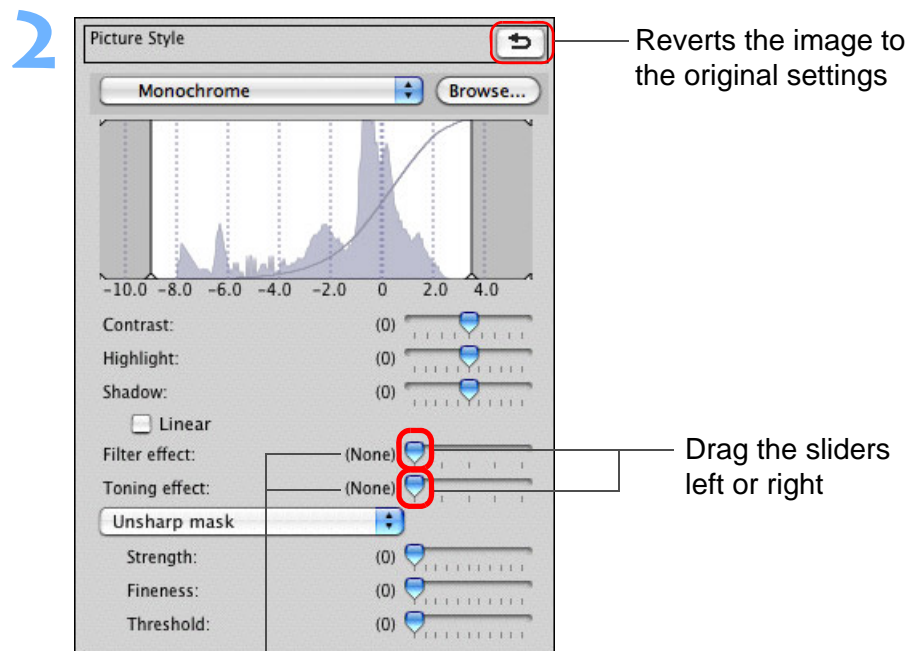 2
Picture Style
Reverts the image to
the original settings
Monochrome
Browse...
-10.0 -8.0 -6.0 -4.0 -2.0 0 2.0 4.0
Contrast: (0)
Highlight: (0)
Shadow: (0)
Linear
Filter effect: (None)
Toning effect: (None)
Drag the sliders
left or right
Unsharp mask
Strength: (0)
Fineness: (0)
Threshold: (0)